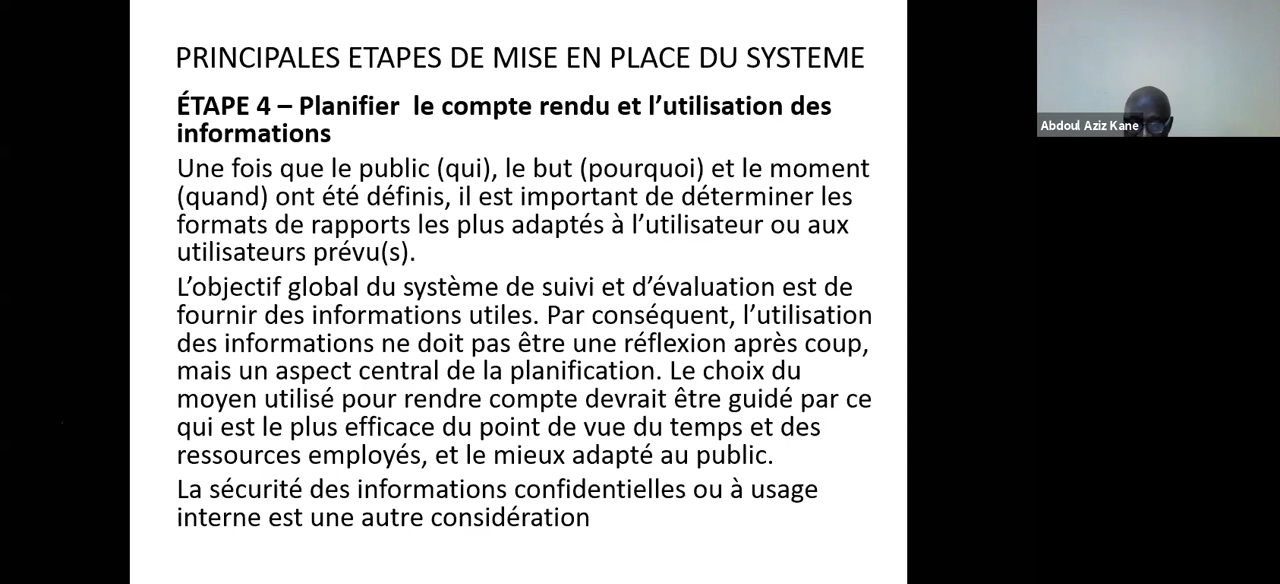 PRINCIPALES ETAPES DE MISE EN PLACE DU SYSTEME
ÉTAPE 4 – Planifier  le compte rendu et l’utilisation des
informations
Une fois que le public (qui), le but (pourquoi) et le moment
(quand) ont été définis, il est important de déterminer les
formats de rapports les plus adaptés à l’utilisateur ou aux
utilisateurs prévu(s).
L’objectif global du système de suivi et d’évaluation est de
fournir des informations utiles. Par conséquent, l’utilisation
des informations ne doit pas être une réflexion après coup,
mais un aspect central de la planification. Le choix du
moyen utilisé pour rendre compte devrait être guidé par ce
qui est le plus efficace du point de vue du temps et des
ressources employés, et le mieux adapté au public.
La sécurité des informations confidentielles ou à usage
interne est une autre considération
Abdoul Aziz Kane